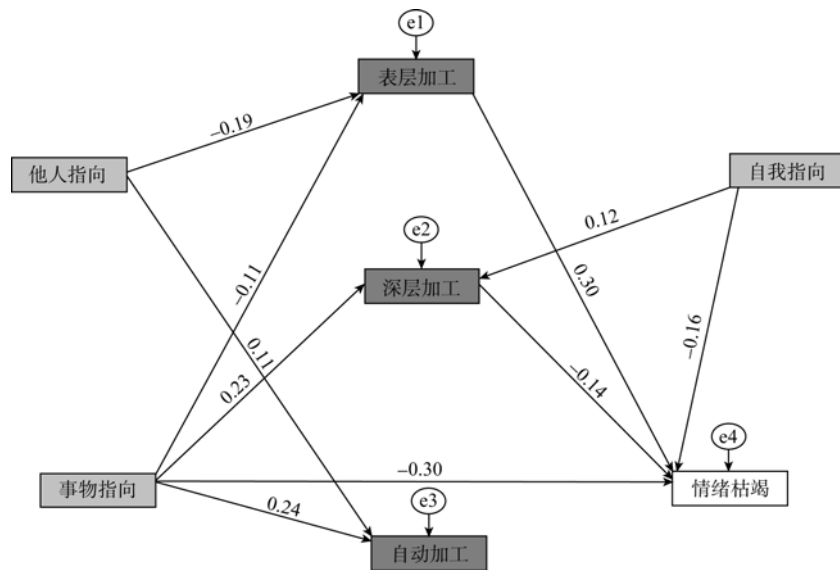 e1
表层加工
−0.19
他人指向
自我指向
0.12
e2
−0.11
深层加工
0.30
−0.16
0.11
0.23
−0.14
e4
−0.30
事物指向
情绪枯竭
0.24
e3
自动加工